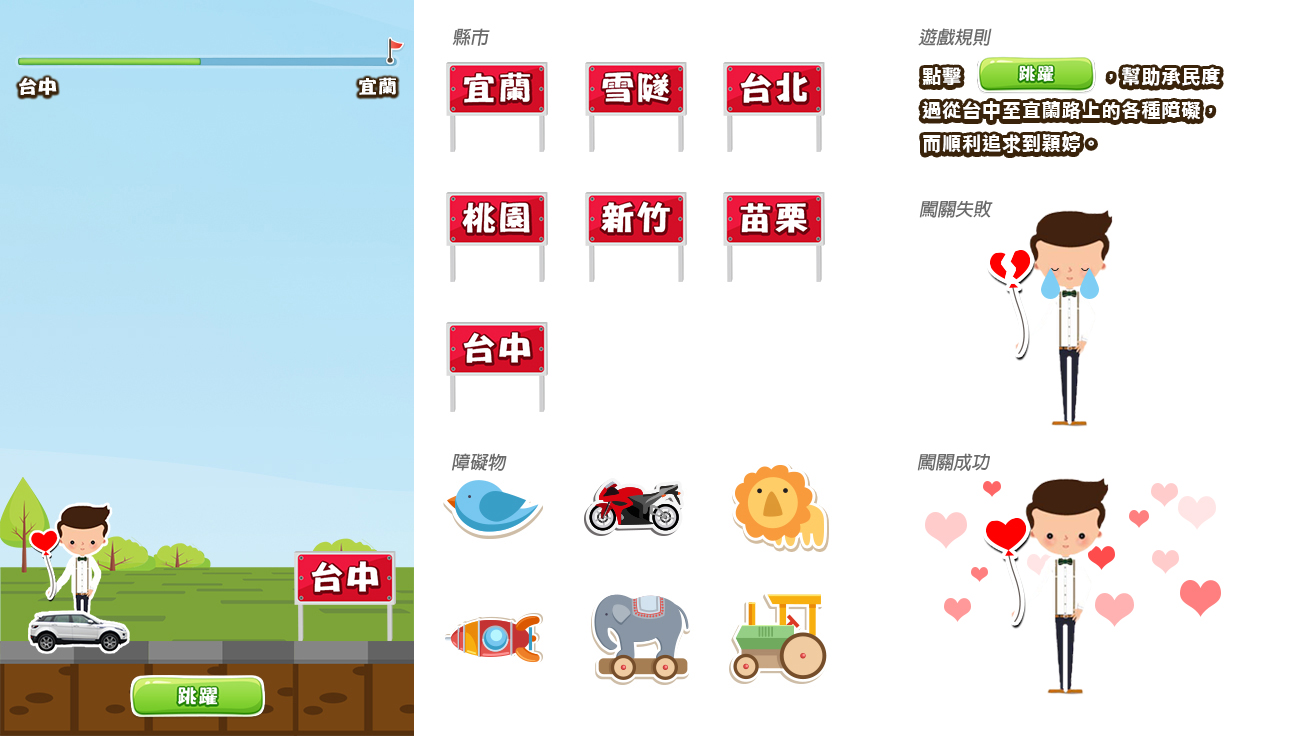 台中
宜蘭
台中
跳躍
縣市
宜蘭
雪隧
台北
桃園
新竹
苗栗
台中
障礙物
遊戲規則
點擊 跳躍 ，幫助承民度
過從台中至宜蘭路上的各種障礙，
而順利追求到穎婷。
闖關失敗
闖關成功